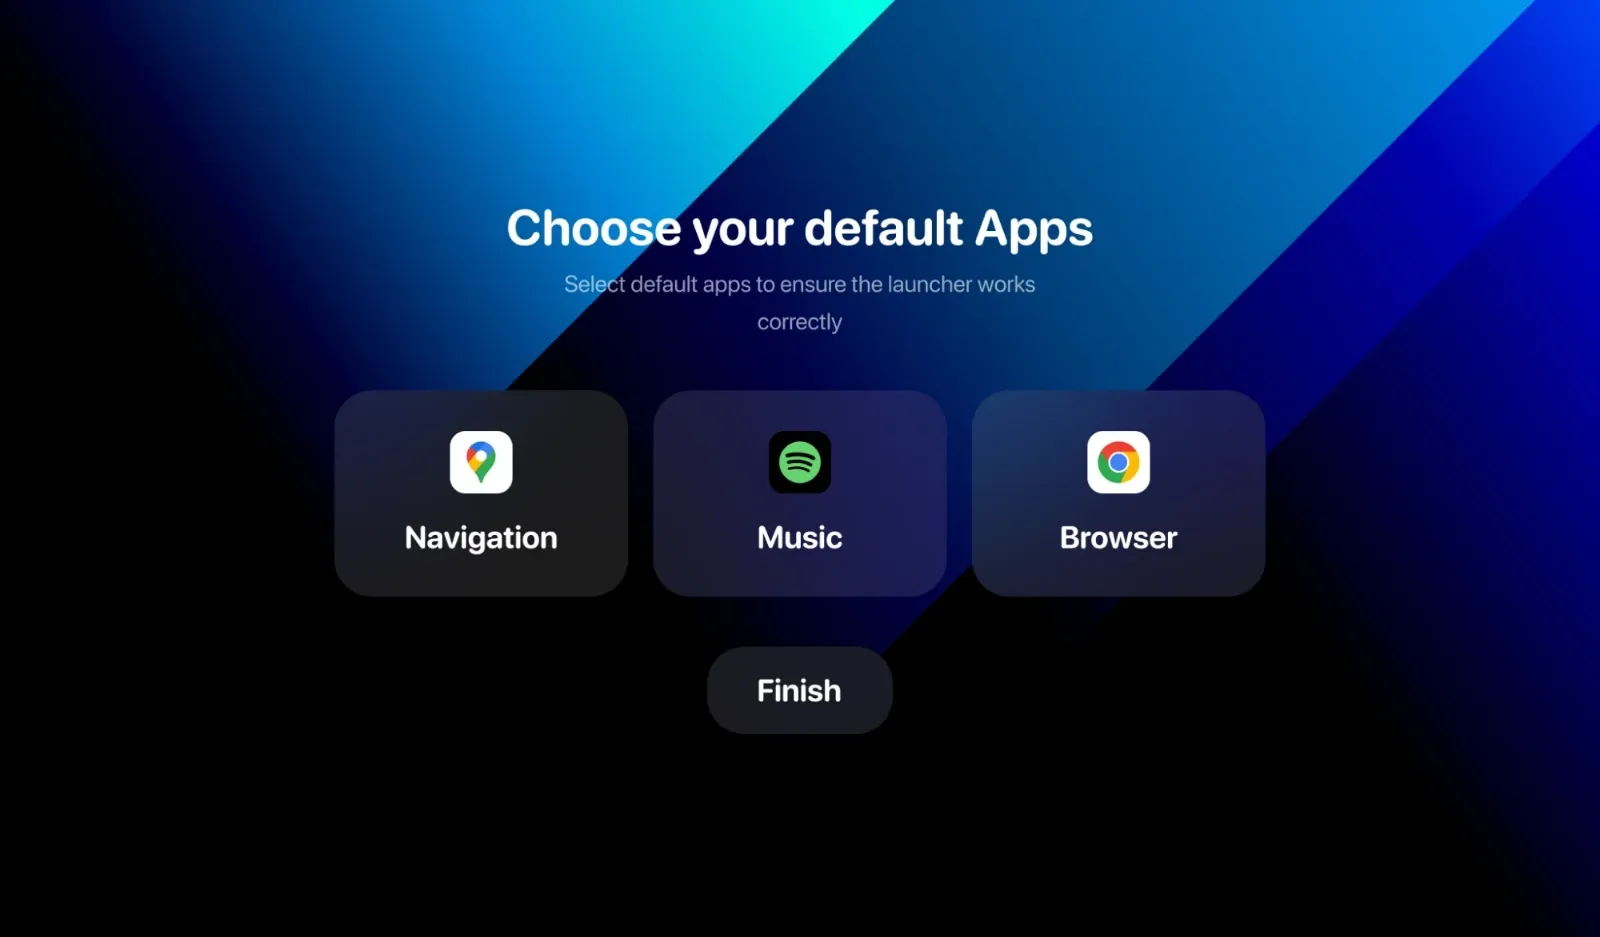 Choose your default Apps
Select default apps to ensure the launcher works
correctly
Navigation
Music
Browser
Finish